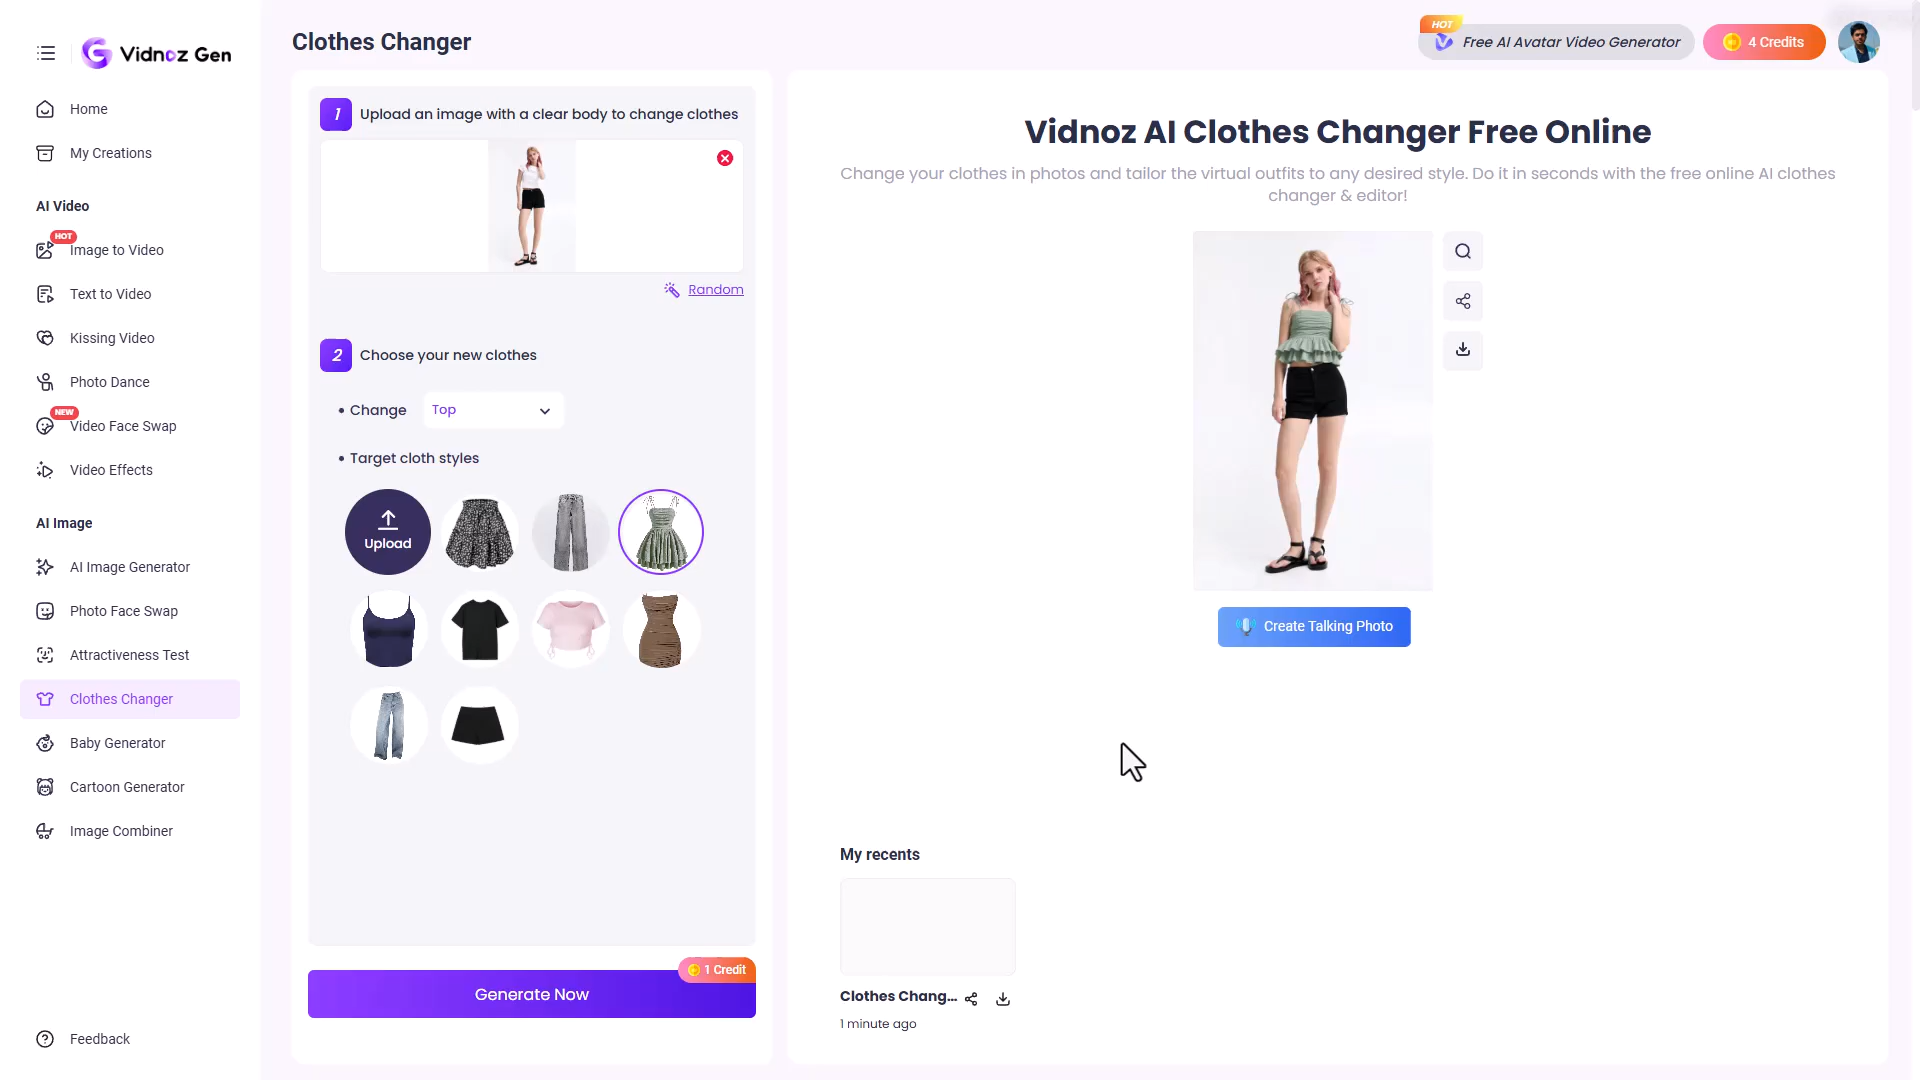 Vidnoz Gen
Home
My Creations
AI Video
HOT
Image to Video
Text to Video
Kissing Video
Photo Dance
NEW
Video Face Swap
Video Effects
AI Image
AI Image Generator
Photo Face Swap
Attractiveness Test
Clothes Changer
Baby Generator
Cartoon Generator
Image Combiner
Feedback
Clothes Changer
HOT
Free AI Avatar Video Generator
4 Credits
1 Upload an image with a clear body to change clothes
Random
2 Choose your new clothes
• Change Top
• Target cloth styles
Upload
1 Credit
Generate Now
Vidnoz AI Clothes Changer Free Online
Change your clothes in photos and tailor the virtual outfits to any desired style. Do it in seconds with the free online AI clothes
changer & editor!
Create Talking Photo
My recents
Clothes Chang...
1 minute ago